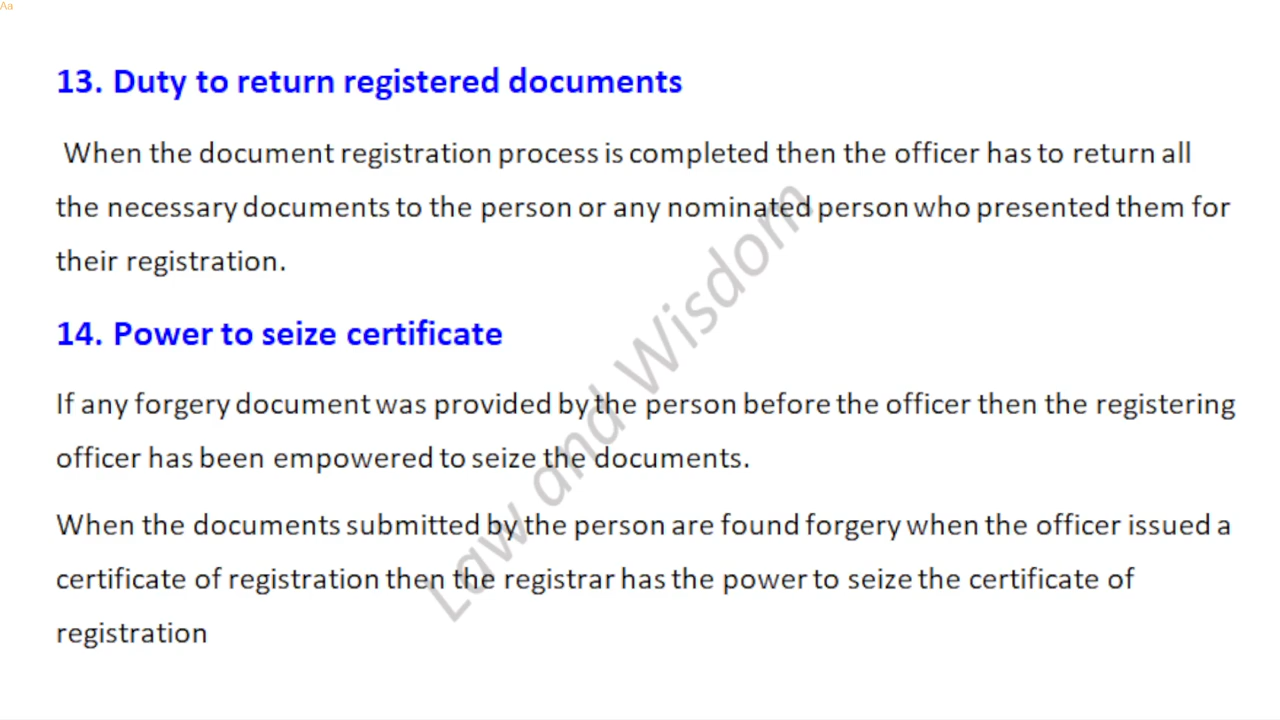 Aa
13. Duty to return registered documents
When the document registration process is completed then the officer has to return all
the necessary documents to the person or any nominated person who presented them for
their registration.
14. Power to seize certificate
If any forgery document was provided by the person before the officer then the registering
officer has been empowered to seize the documents.
When the documents submitted by the person are found forgery when the officer issued a
certificate of registration then the registrar has the power to seize the certificate of
registration
Law and Wisdom